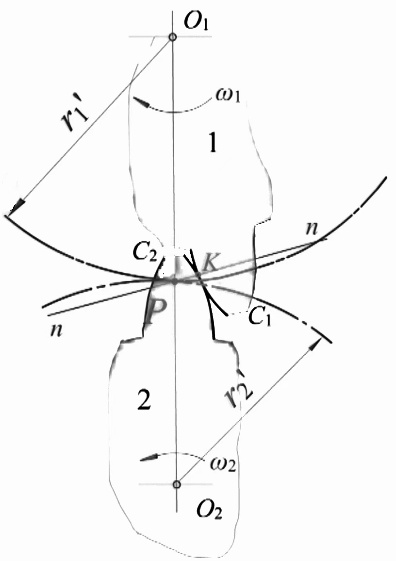 O₁
r₁'
ω₁
1
n
C₂
K
P
C₁
n
2
r₂'
ω₂
O₂